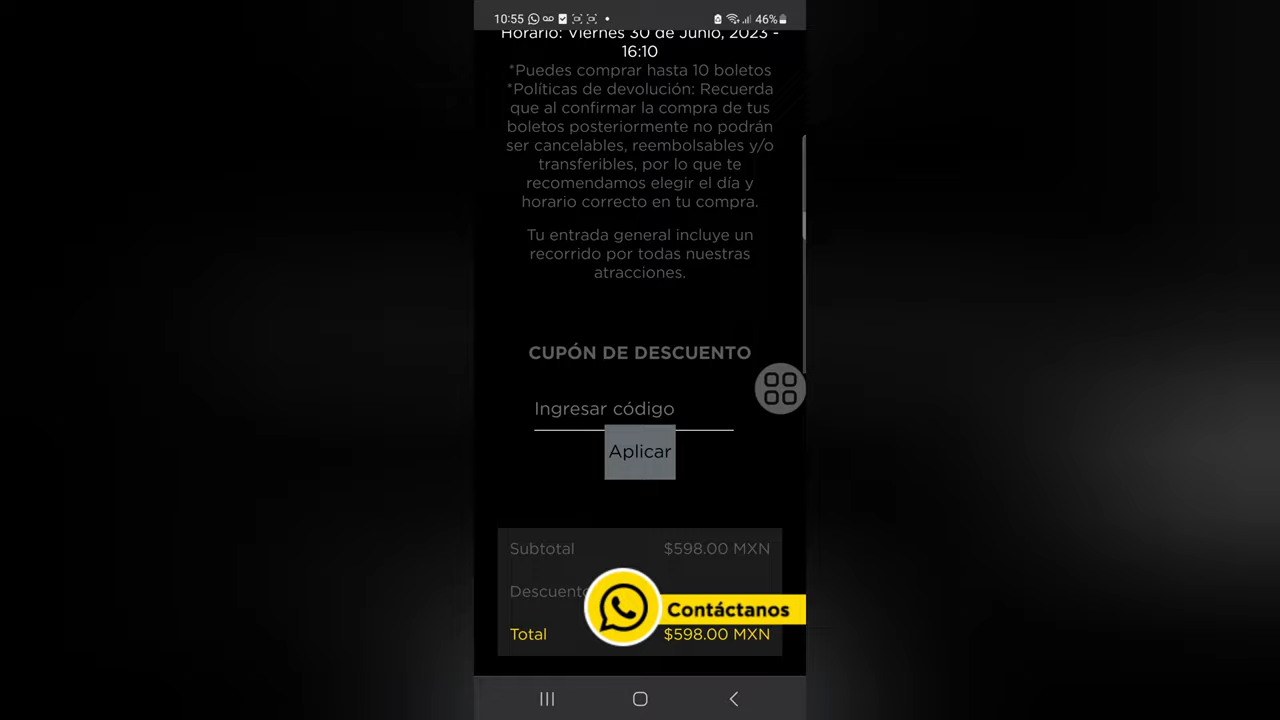 10:55
46%
Horario: Viernes 30 de Junio, 2023 -
16:10
*Puedes comprar hasta 10 boletos
*Políticas de devolución: Recuerda
que al confirmar la compra de tus
boletos posteriormente no podrán
ser cancelables, reembolsables y/o
transferibles, por lo que te
recomendamos elegir el día y
horario correcto en tu compra.
Tu entrada general incluye un
recorrido por todas nuestras
atracciones.
CUPÓN DE DESCUENTO
Ingresar código
Aplicar
Subtotal $598.00 MXN
Descuento
Contáctanos
Total $598.00 MXN